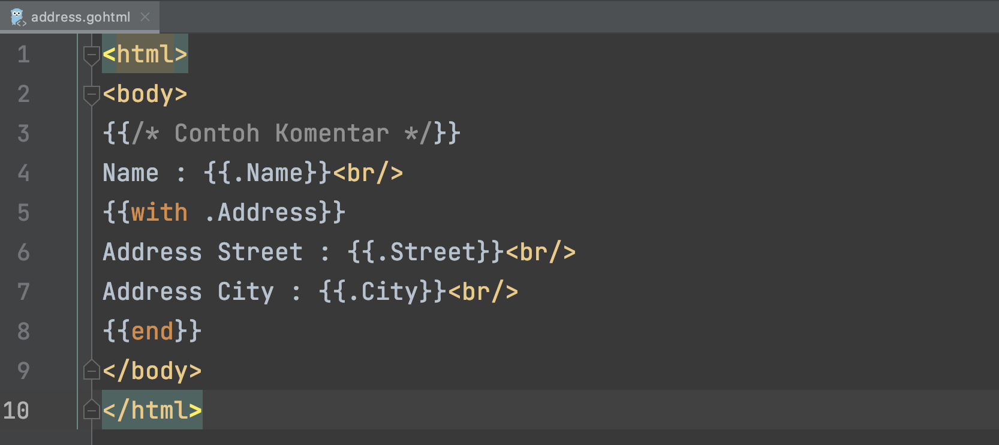 address.gohtml
1 <html>
2 <body>
3 {{/* Contoh Komentar */}}
4 Name : {{.Name}}<br/>
5 {{with .Address}}
6 Address Street : {{.Street}}<br/>
7 Address City : {{.City}}<br/>
8 {{end}}
9 </body>
10 </html>